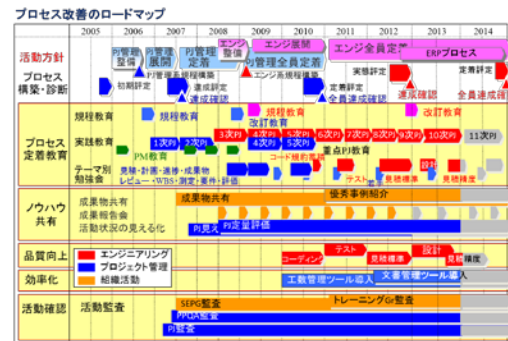 プロセス改善のロードマップ
2005 2006 2007 2008 2009 2010 2011 2012 2013 2014
活動方針
PJ管理整備
PJ管理展開
PJ管理定着
エンジ整備
エンジ展開
PJ管理全員定着
エンジ全員定着
ERPプロセス
プロセス構築・診断
PJ管理系規程構築
エンジ系規程構築
初期評定
達成評定
達成確認
定着評定
全員達成確認
実態評定
達成確認
定着評定
全員達成確認
プロセス定着教育
規程教育
規程教育
規程教育
改訂教育
改訂教育
実践教育
1次PJ 2次PJ 3次PJ 4次PJ 5次PJ 6次PJ 7次PJ 8次PJ 9次PJ 10次PJ 11次PJ
4次PJ 5次PJ
重点PJ教育
PM教育
コード規約言語
テーマ別勉強会
見積・計画・進捗・成果物
レビュー・WBS・測定・要件・評価
テスト
見積標準
設計
見積精度
ノウハウ共有
成果物共有
成果物共有
優秀事例紹介
成果報告会
活動状況の見える化
PJ見え
PJ定量評価
品質向上
エンジニアリング
プロジェクト管理
組織活動
コーディング
テスト
見積標準
設計
見積精度
効率化
工数管理ツール導入
文書管理ツール導入
活動確認
活動監査
SEPG監査
トレーニングGr監査
PPQA監査
PJ監査